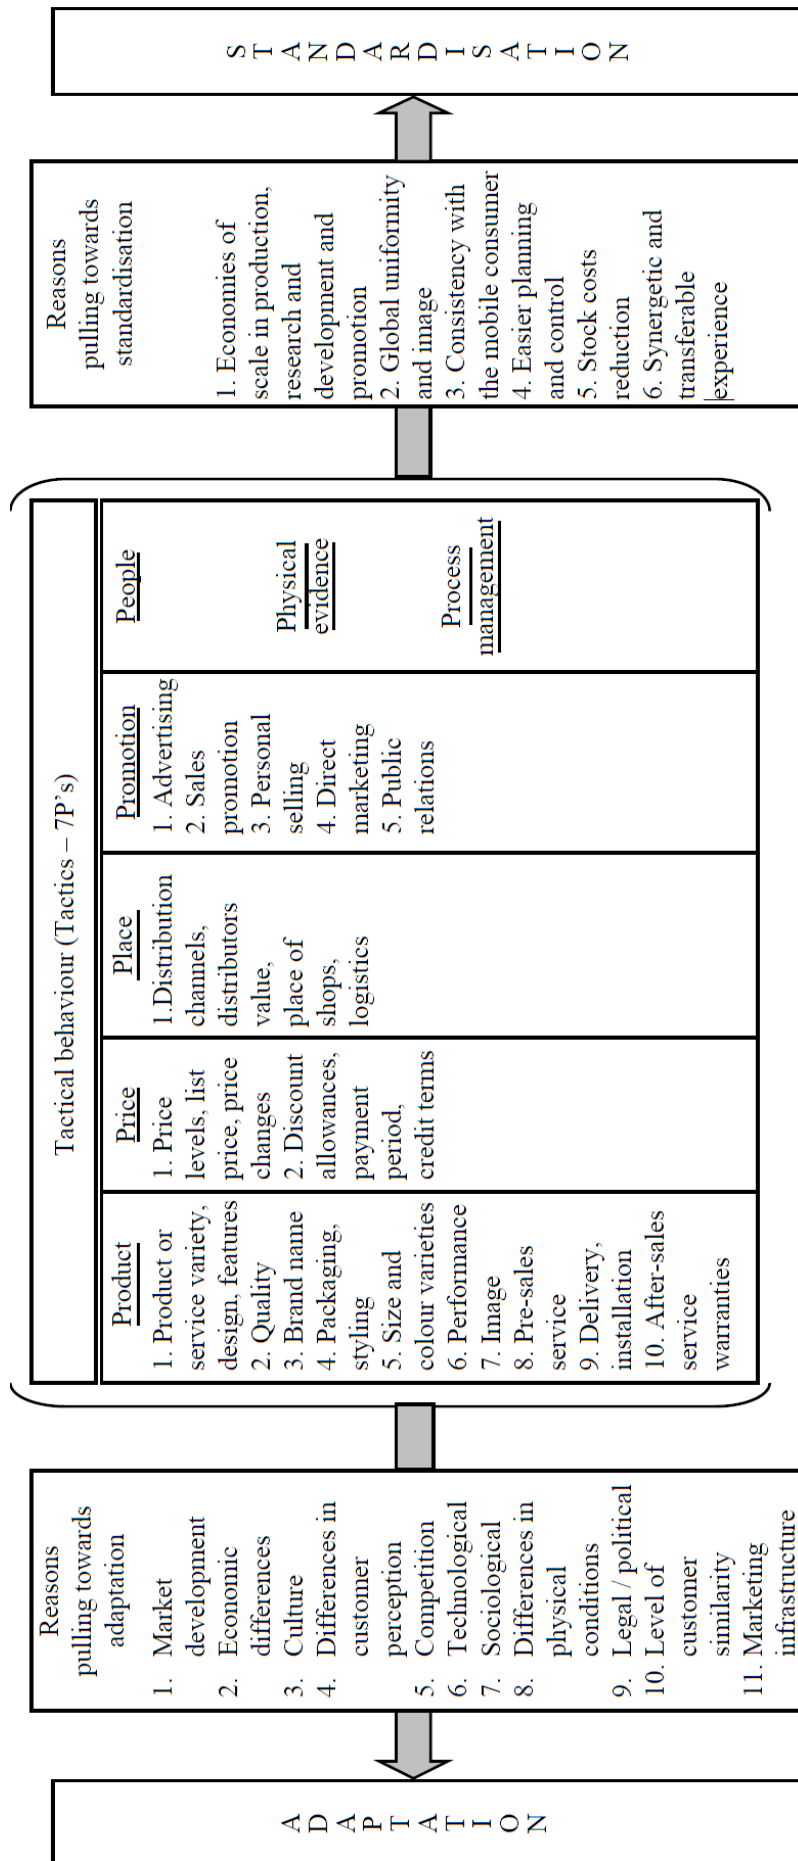 A
D
A
P
T
A
T
I
O
N
Reasons
pulling towards
adaptation
1. Market
development
2. Economic
differences
3. Culture
4. Differences in
customer
perception
5. Competition
6. Technological
7. Sociological
8. Differences in
physical
conditions
9. Legal / political
10. Level of
customer
similarity
11. Marketing
infrastructure
Tactical behaviour (Tactics – 7P’s)
Product
1. Product or
service variety,
design, features
2. Quality
3. Brand name
4. Packaging,
styling
5. Size and
colour varieties
6. Performance
7. Image
8. Pre-sales
service
9. Delivery,
installation
10. After-sales
service
warranties
Price
1. Price
levels, list
price, price
changes
2. Discount
allowances,
payment
period,
credit terms
Place
1.Distribution
channels,
distributors
value,
place of
shops,
logistics
Promotion
1. Advertising
2. Sales
promotion
3. Personal
selling
4. Direct
marketing
5. Public
relations
People
Physical
evidence
Process
management
Reasons
pulling towards
standardisation
1. Economies of
scale in production,
research and
development and
promotion
2. Global uniformity
and image
3. Consistency with
the mobile consumer
4. Easier planning
and control
5. Stock costs
reduction
6. Synergetic and
transferable
experience
S
T
A
N
D
A
R
D
I
S
A
T
I
O
N